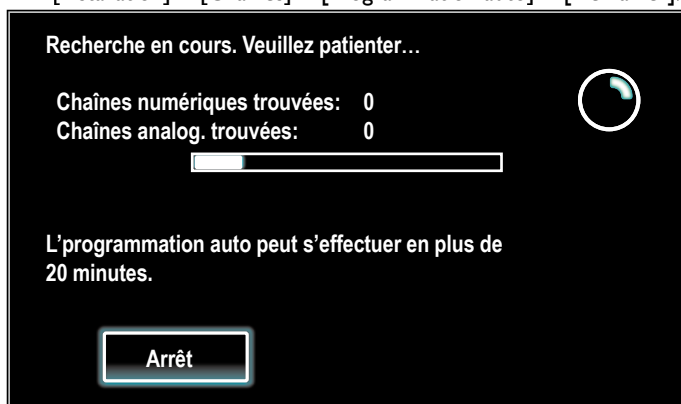 Recherche en cours. Veuillez patienter…
Chaînes numériques trouvées: 0
Chaînes analog. trouvées: 0
L’programmation auto peut s’effectuer en plus de
20 minutes.
Arrêt